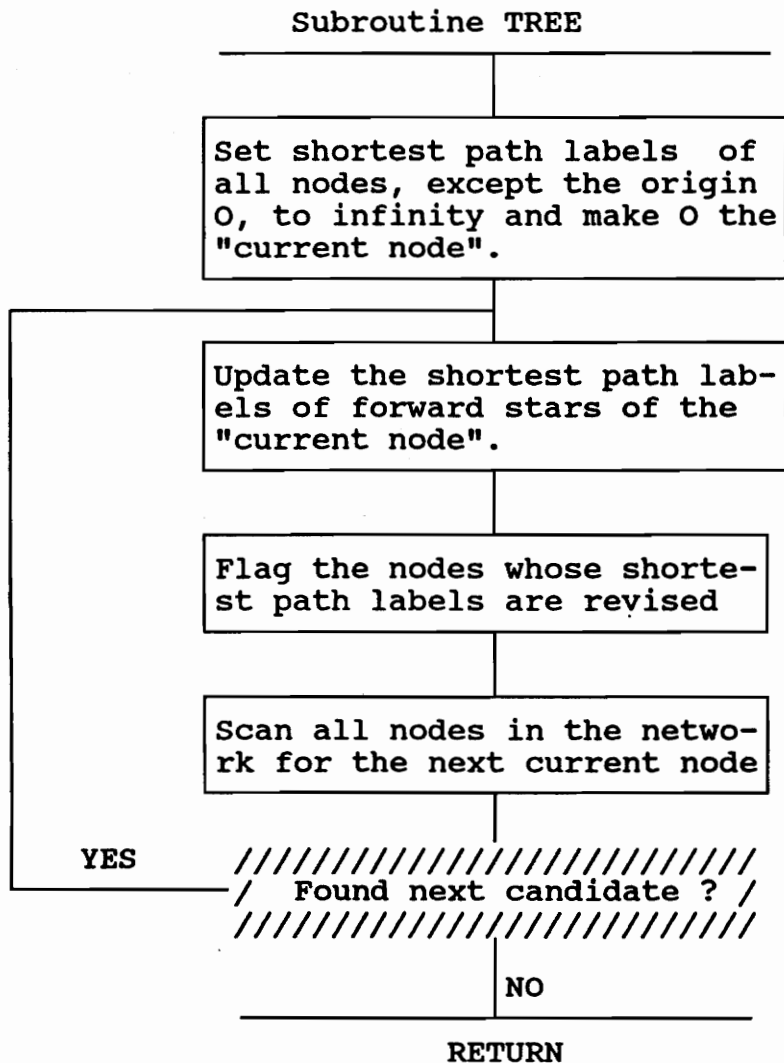 Subroutine TREE
Set shortest path labels of
all nodes, except the origin
O, to infinity and make O the
"current node".
Update the shortest path lab-
els of forward stars of the
"current node".
Flag the nodes whose shorte-
st path labels are revised
Scan all nodes in the netwo-
rk for the next current node
YES
///////////////////////////
/ Found next candidate ? /
///////////////////////////
NO
RETURN